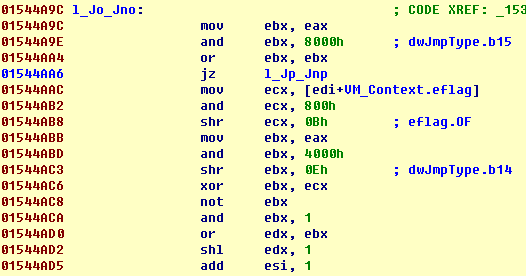 01544A9C l_Jo_Jno: ; CODE XREF: _153
01544A9C mov ebx, eax
01544A9E and ebx, 8000h ; dwJmpType.b15
01544AA4 or ebx, ebx
01544AA6 jz l_Jp_Jnp
01544AAC mov ecx, [edi+VM_Context.eflag]
01544AB2 and ecx, 800h
01544AB8 shr ecx, 0Bh ; eflag.OF
01544ABB mov ebx, eax
01544ABD and ebx, 4000h
01544AC3 shr ebx, 0Eh ; dwJmpType.b14
01544AC6 xor ebx, ecx
01544AC8 not ebx
01544ACA and ebx, 1
01544AD0 or edx, ebx
01544AD2 shl edx, 1
01544AD5 add esi, 1